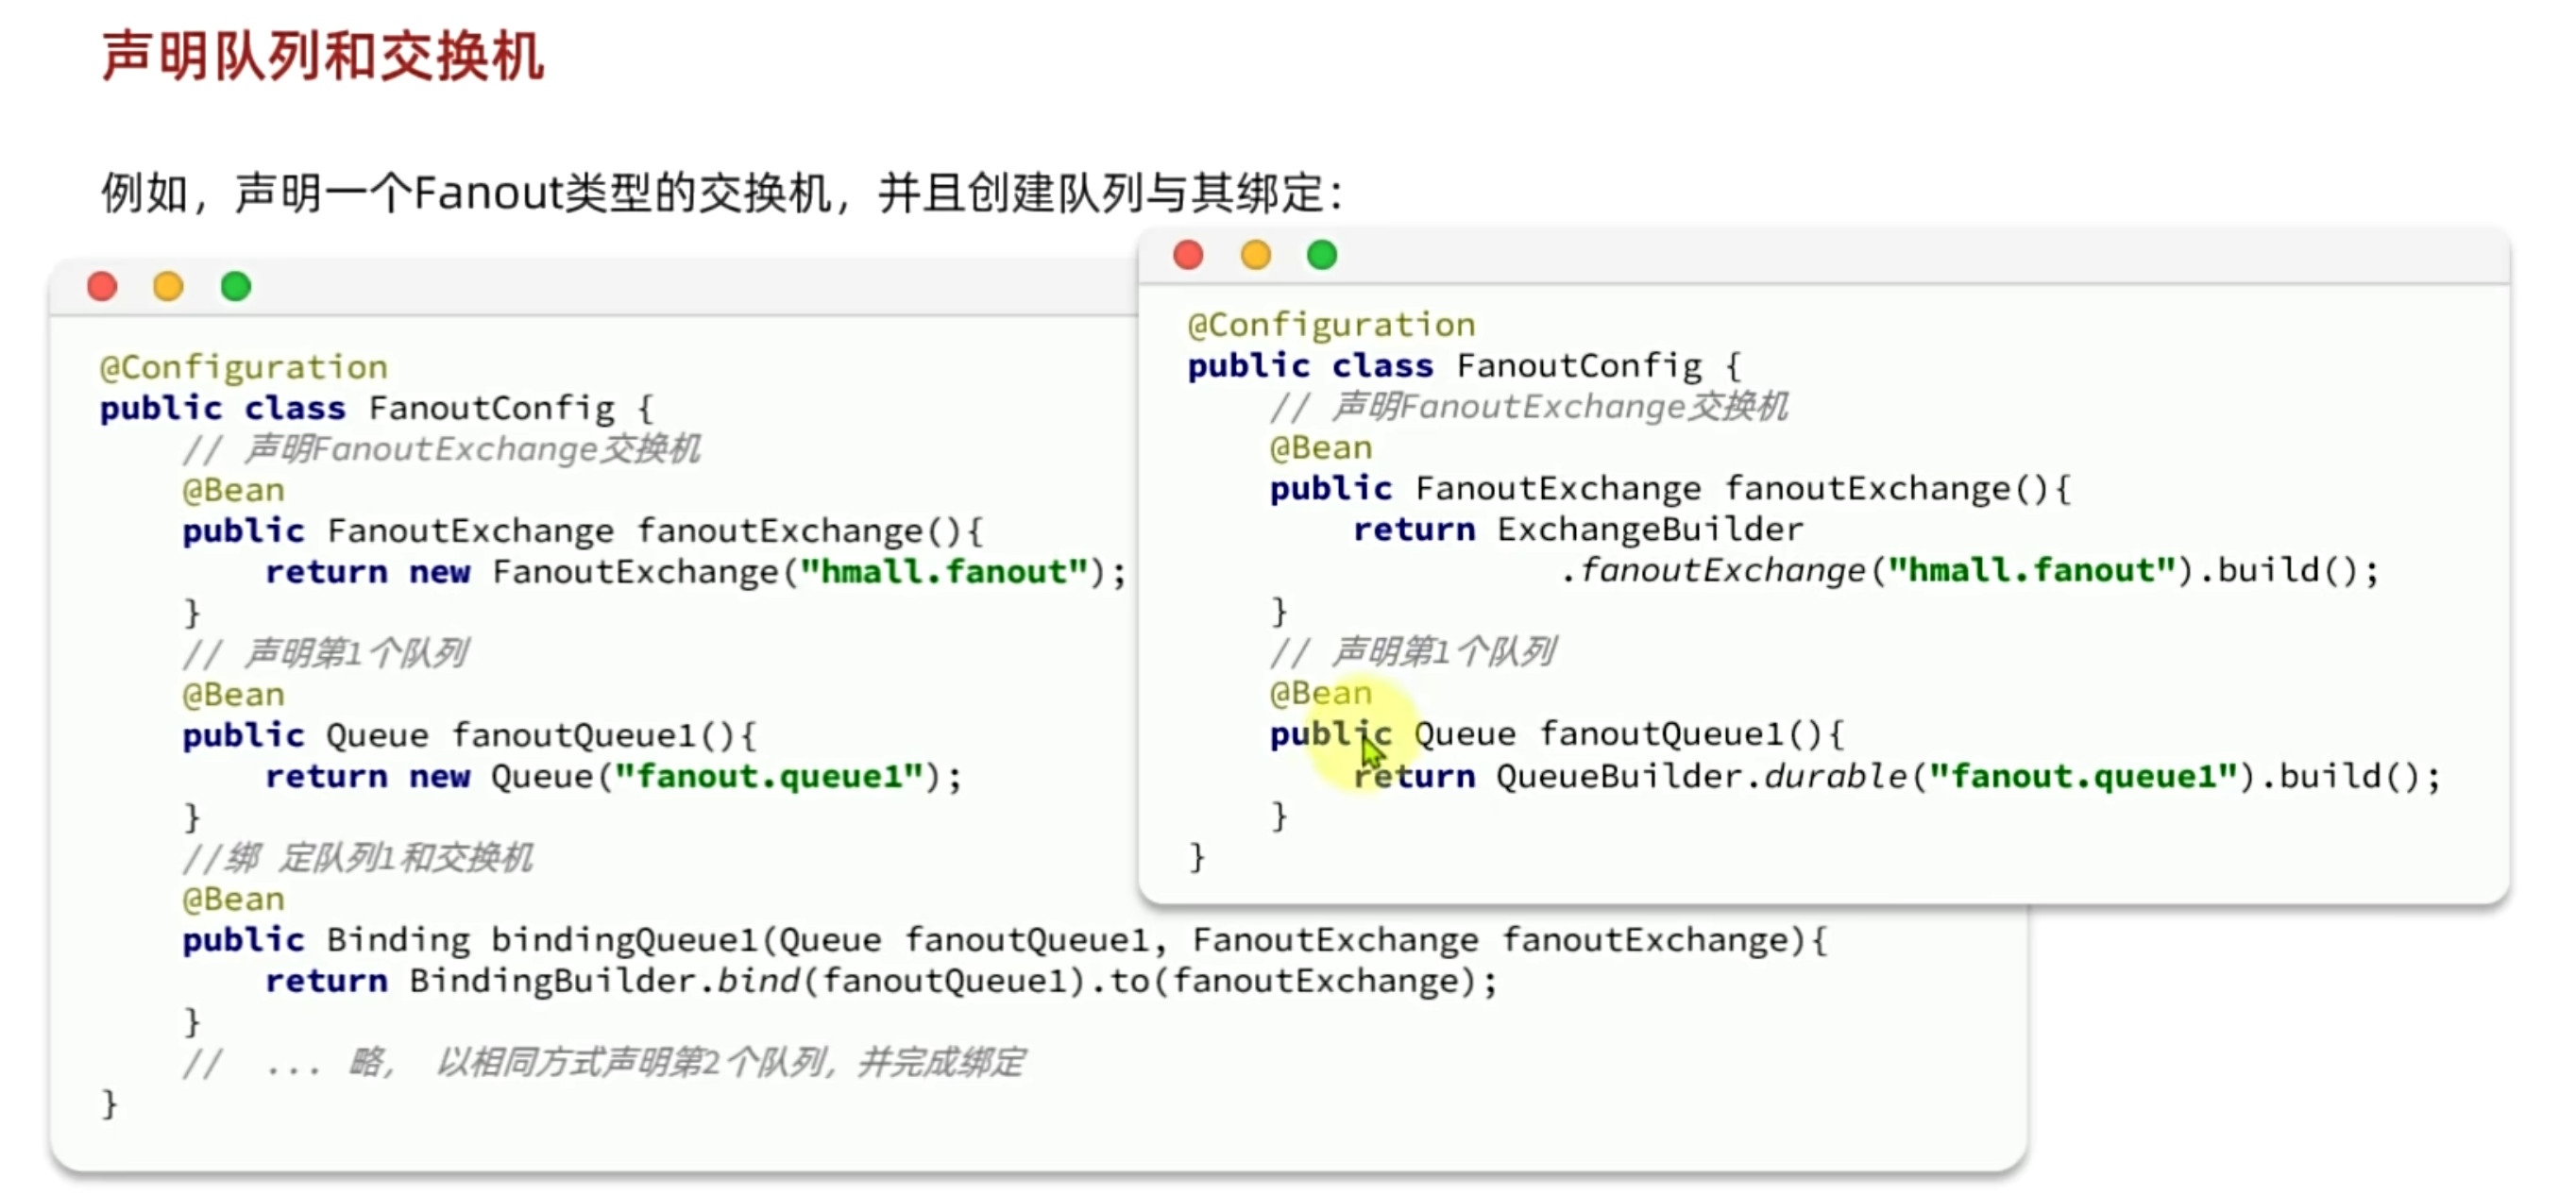 声明队列和交换机
例如，声明一个Fanout类型的交换机，并且创建队列与其绑定：
@Configuration
public class FanoutConfig {
// 声明FanoutExchange交换机
@Bean
public FanoutExchange fanoutExchange(){
return new FanoutExchange("hmall.fanout");
}
// 声明第1个队列
@Bean
public Queue fanoutQueue1(){
return new Queue("fanout.queue1");
}
//绑 定队列1和交换机
@Bean
public Binding bindingQueue1(Queue fanoutQueue1, FanoutExchange fanoutExchange){
return BindingBuilder.bind(fanoutQueue1).to(fanoutExchange);
}
// ... 略， 以相同方式声明第2个队列，并完成绑定
}
@Configuration
public class FanoutConfig {
// 声明FanoutExchange交换机
@Bean
public FanoutExchange fanoutExchange(){
return ExchangeBuilder
.fanoutExchange("hmall.fanout").build();
}
// 声明第1个队列
@Bean
public Queue fanoutQueue1(){
return QueueBuilder.durable("fanout.queue1").build();
}
}